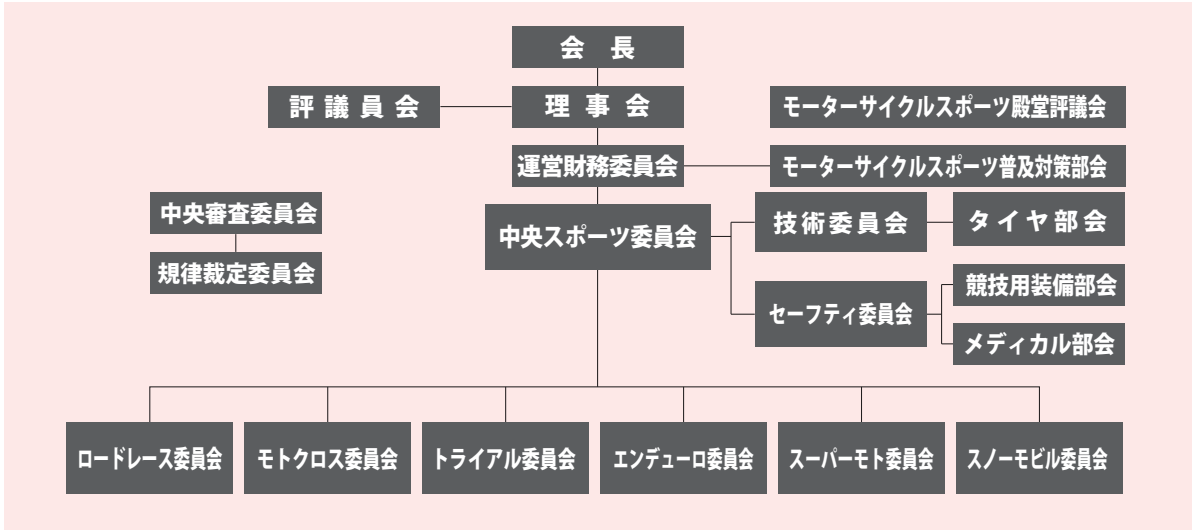 会長
評議員会
理事会
モーターサイクルスポーツ殿堂評議会
運営財務委員会
モーターサイクルスポーツ普及対策部会
中央審査委員会
中央スポーツ委員会
技術委員会
タイヤ部会
規律裁定委員会
セーフティ委員会
競技用装備部会
メディカル部会
ロードレース委員会
モトクロス委員会
トライアル委員会
エンデューロ委員会
スーパーモト委員会
スノーモビル委員会